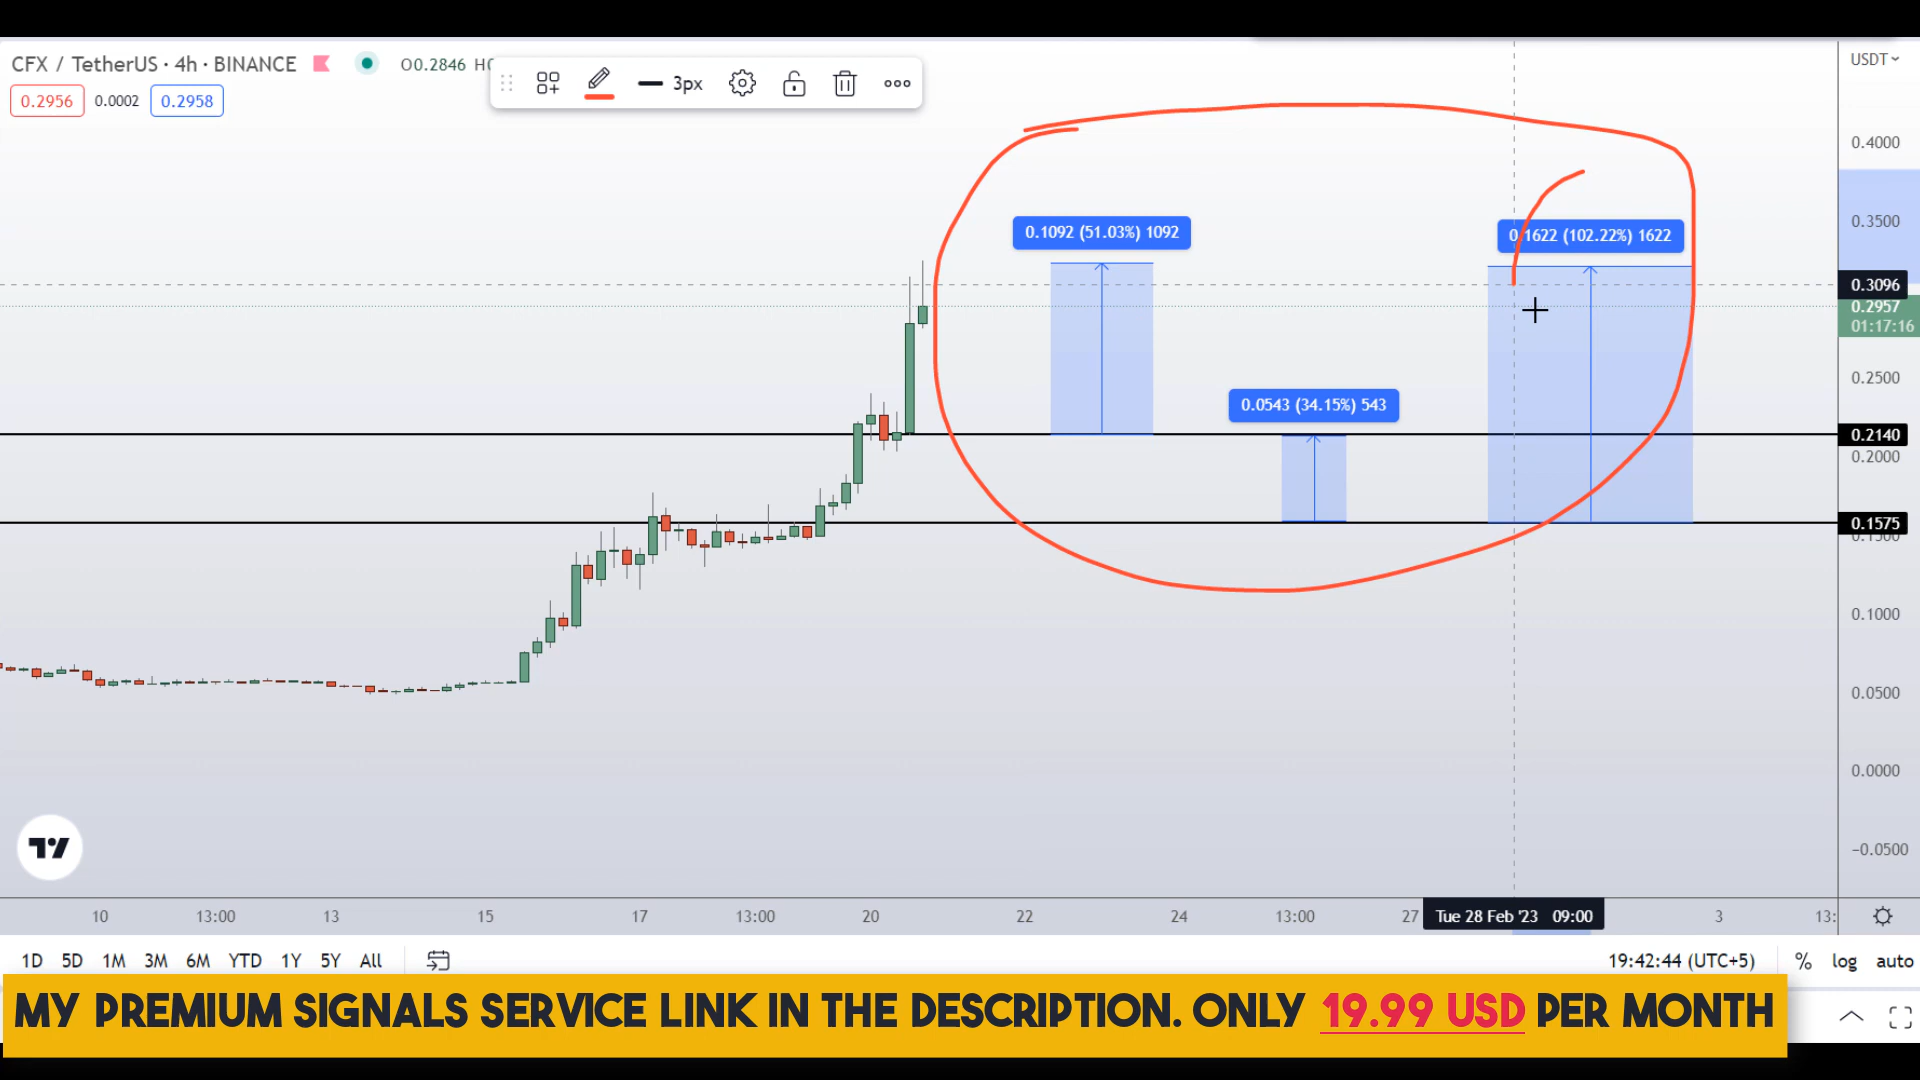 CFX / TetherUS · 4h · BINANCE
O0.2846
3px
USDT
0.2956
0.0002
0.2958
0.4000
0.3500
0.3096
0.2957
01:17:16
0.2500
0.2140
0.2000
0.1575
0.1500
0.1000
0.0500
0.0000
−0.0500
0.1092 (51.03%) 1092
0.1622 (102.22%) 1622
0.0543 (34.15%) 543
10
13:00
13
15
17
13:00
20
22
24
13:00
27
Tue 28 Feb '23 09:00
3
13:
1D 5D 1M 3M 6M YTD 1Y 5Y All
19:42:44 (UTC+5)
%
log
auto
MY PREMIUM SIGNALS SERVICE LINK IN THE DESCRIPTION. ONLY 19.99 USD PER MONTH